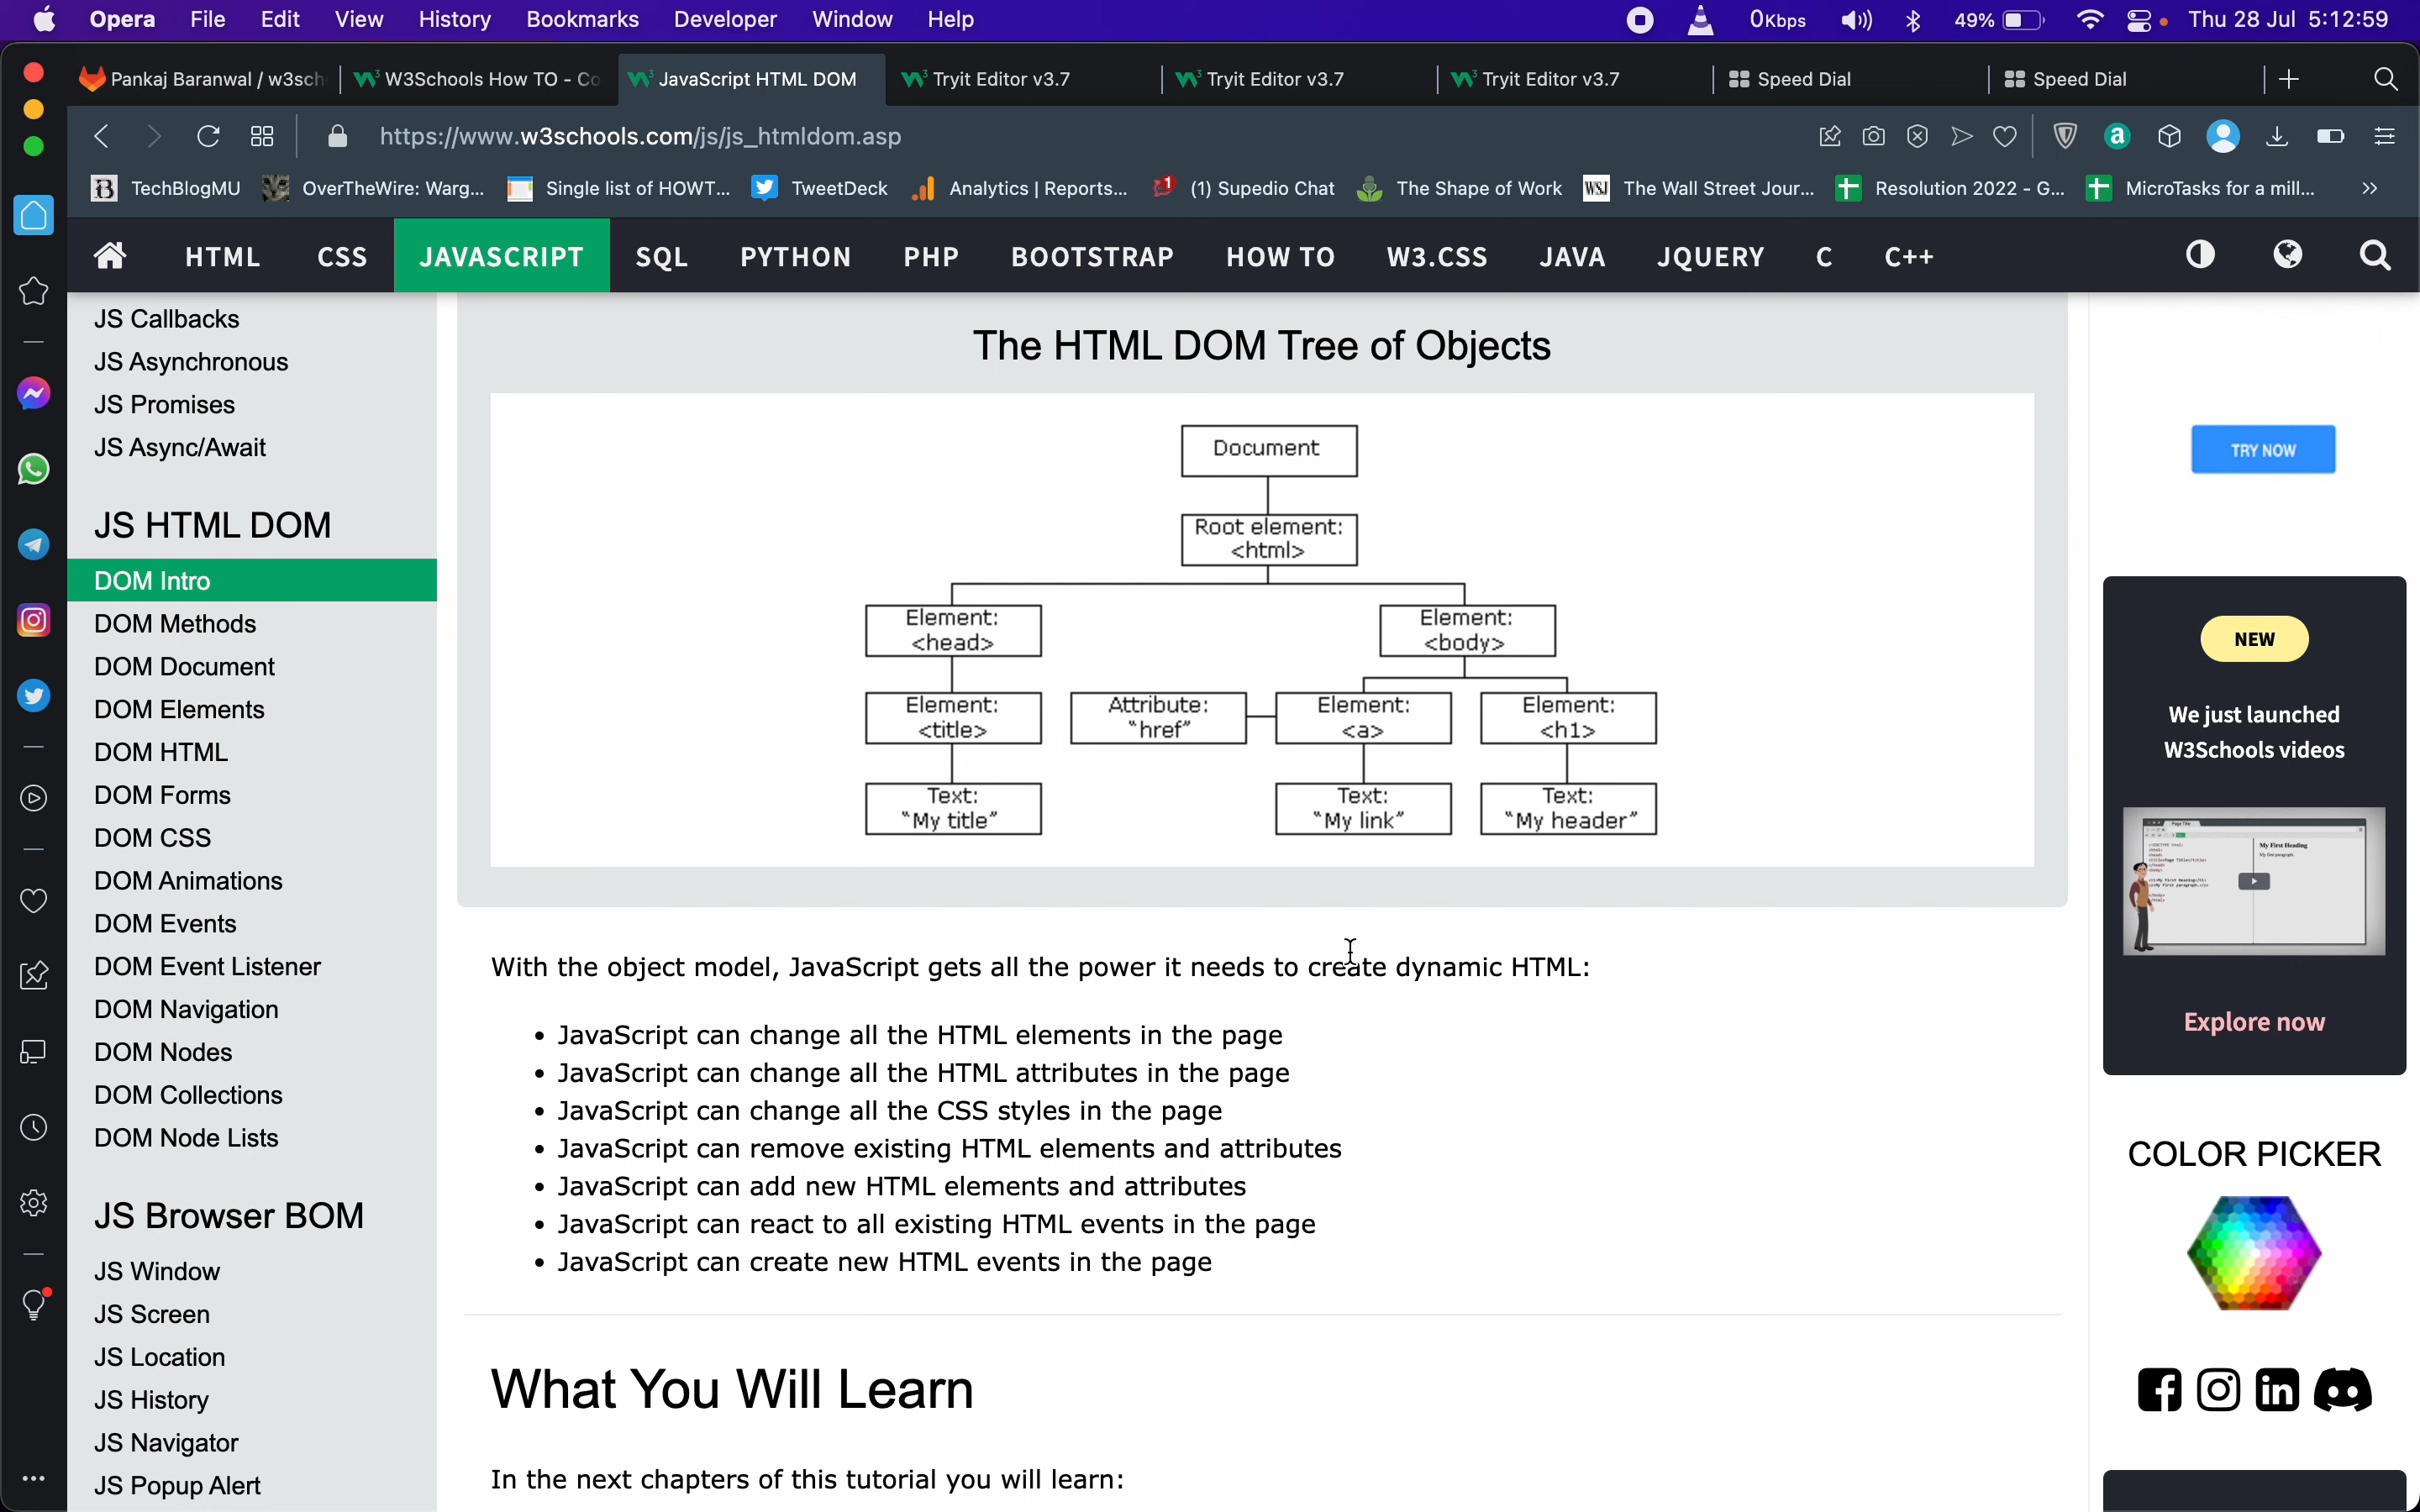 Opera File Edit View History Bookmarks Developer Window Help 0Kbps 49% Thu 28 Jul 5:12:59
Pankaj Baranwal / w3sch W3Schools How TO - Co JavaScript HTML DOM Tryit Editor v3.7 Tryit Editor v3.7 Tryit Editor v3.7 Speed Dial Speed Dial
https://www.w3schools.com/js/js_htmldom.asp
TechBlogMU OverTheWire: Warg... Single list of HOWT... TweetDeck Analytics | Reports... (1) Supedio Chat The Shape of Work WSJ The Wall Street Jour... Resolution 2022 - G... MicroTasks for a mill...
HTML CSS JAVASCRIPT SQL PYTHON PHP BOOTSTRAP HOW TO W3.CSS JAVA JQUERY C C++
JS Callbacks
JS Asynchronous
JS Promises
JS Async/Await
JS HTML DOM
DOM Intro
DOM Methods
DOM Document
DOM Elements
DOM HTML
DOM Forms
DOM CSS
DOM Animations
DOM Events
DOM Event Listener
DOM Navigation
DOM Nodes
DOM Collections
DOM Node Lists
JS Browser BOM
JS Window
JS Screen
JS Location
JS History
JS Navigator
JS Popup Alert
The HTML DOM Tree of Objects
Document
Root element:
<html>
Element:
<head>
Element:
<body>
Element:
<title>
Attribute:
"href"
Element:
<a>
Element:
<h1>
Text:
"My title"
Text:
"My link"
Text:
"My header"
With the object model, JavaScript gets all the power it needs to create dynamic HTML:
• JavaScript can change all the HTML elements in the page
• JavaScript can change all the HTML attributes in the page
• JavaScript can change all the CSS styles in the page
• JavaScript can remove existing HTML elements and attributes
• JavaScript can add new HTML elements and attributes
• JavaScript can react to all existing HTML events in the page
• JavaScript can create new HTML events in the page
What You Will Learn
In the next chapters of this tutorial you will learn:
TRY NOW
NEW
We just launched
W3Schools videos
My First Heading
Explore now
COLOR PICKER